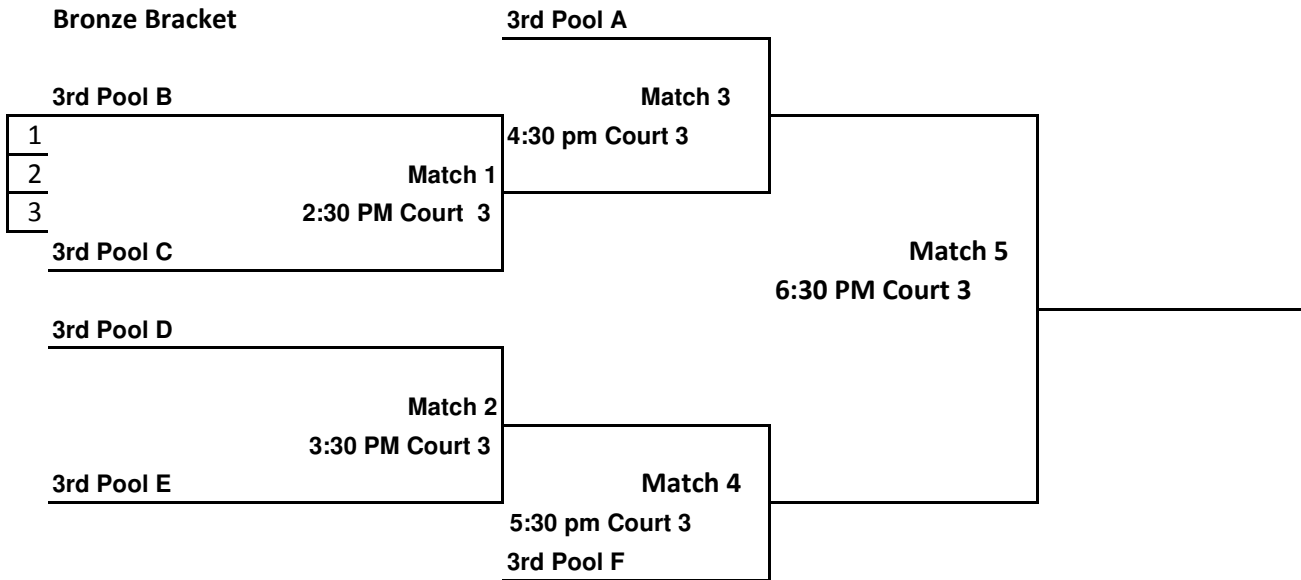 Bronze Bracket
3rd Pool A
3rd Pool B
Match 3
1
4:30 pm Court 3
2
Match 1
3
2:30 PM Court  3
3rd Pool C
Match 5
6:30 PM Court 3
3rd Pool D
Match 2
3:30 PM Court 3
3rd Pool E
Match 4
5:30 pm Court 3
3rd Pool F